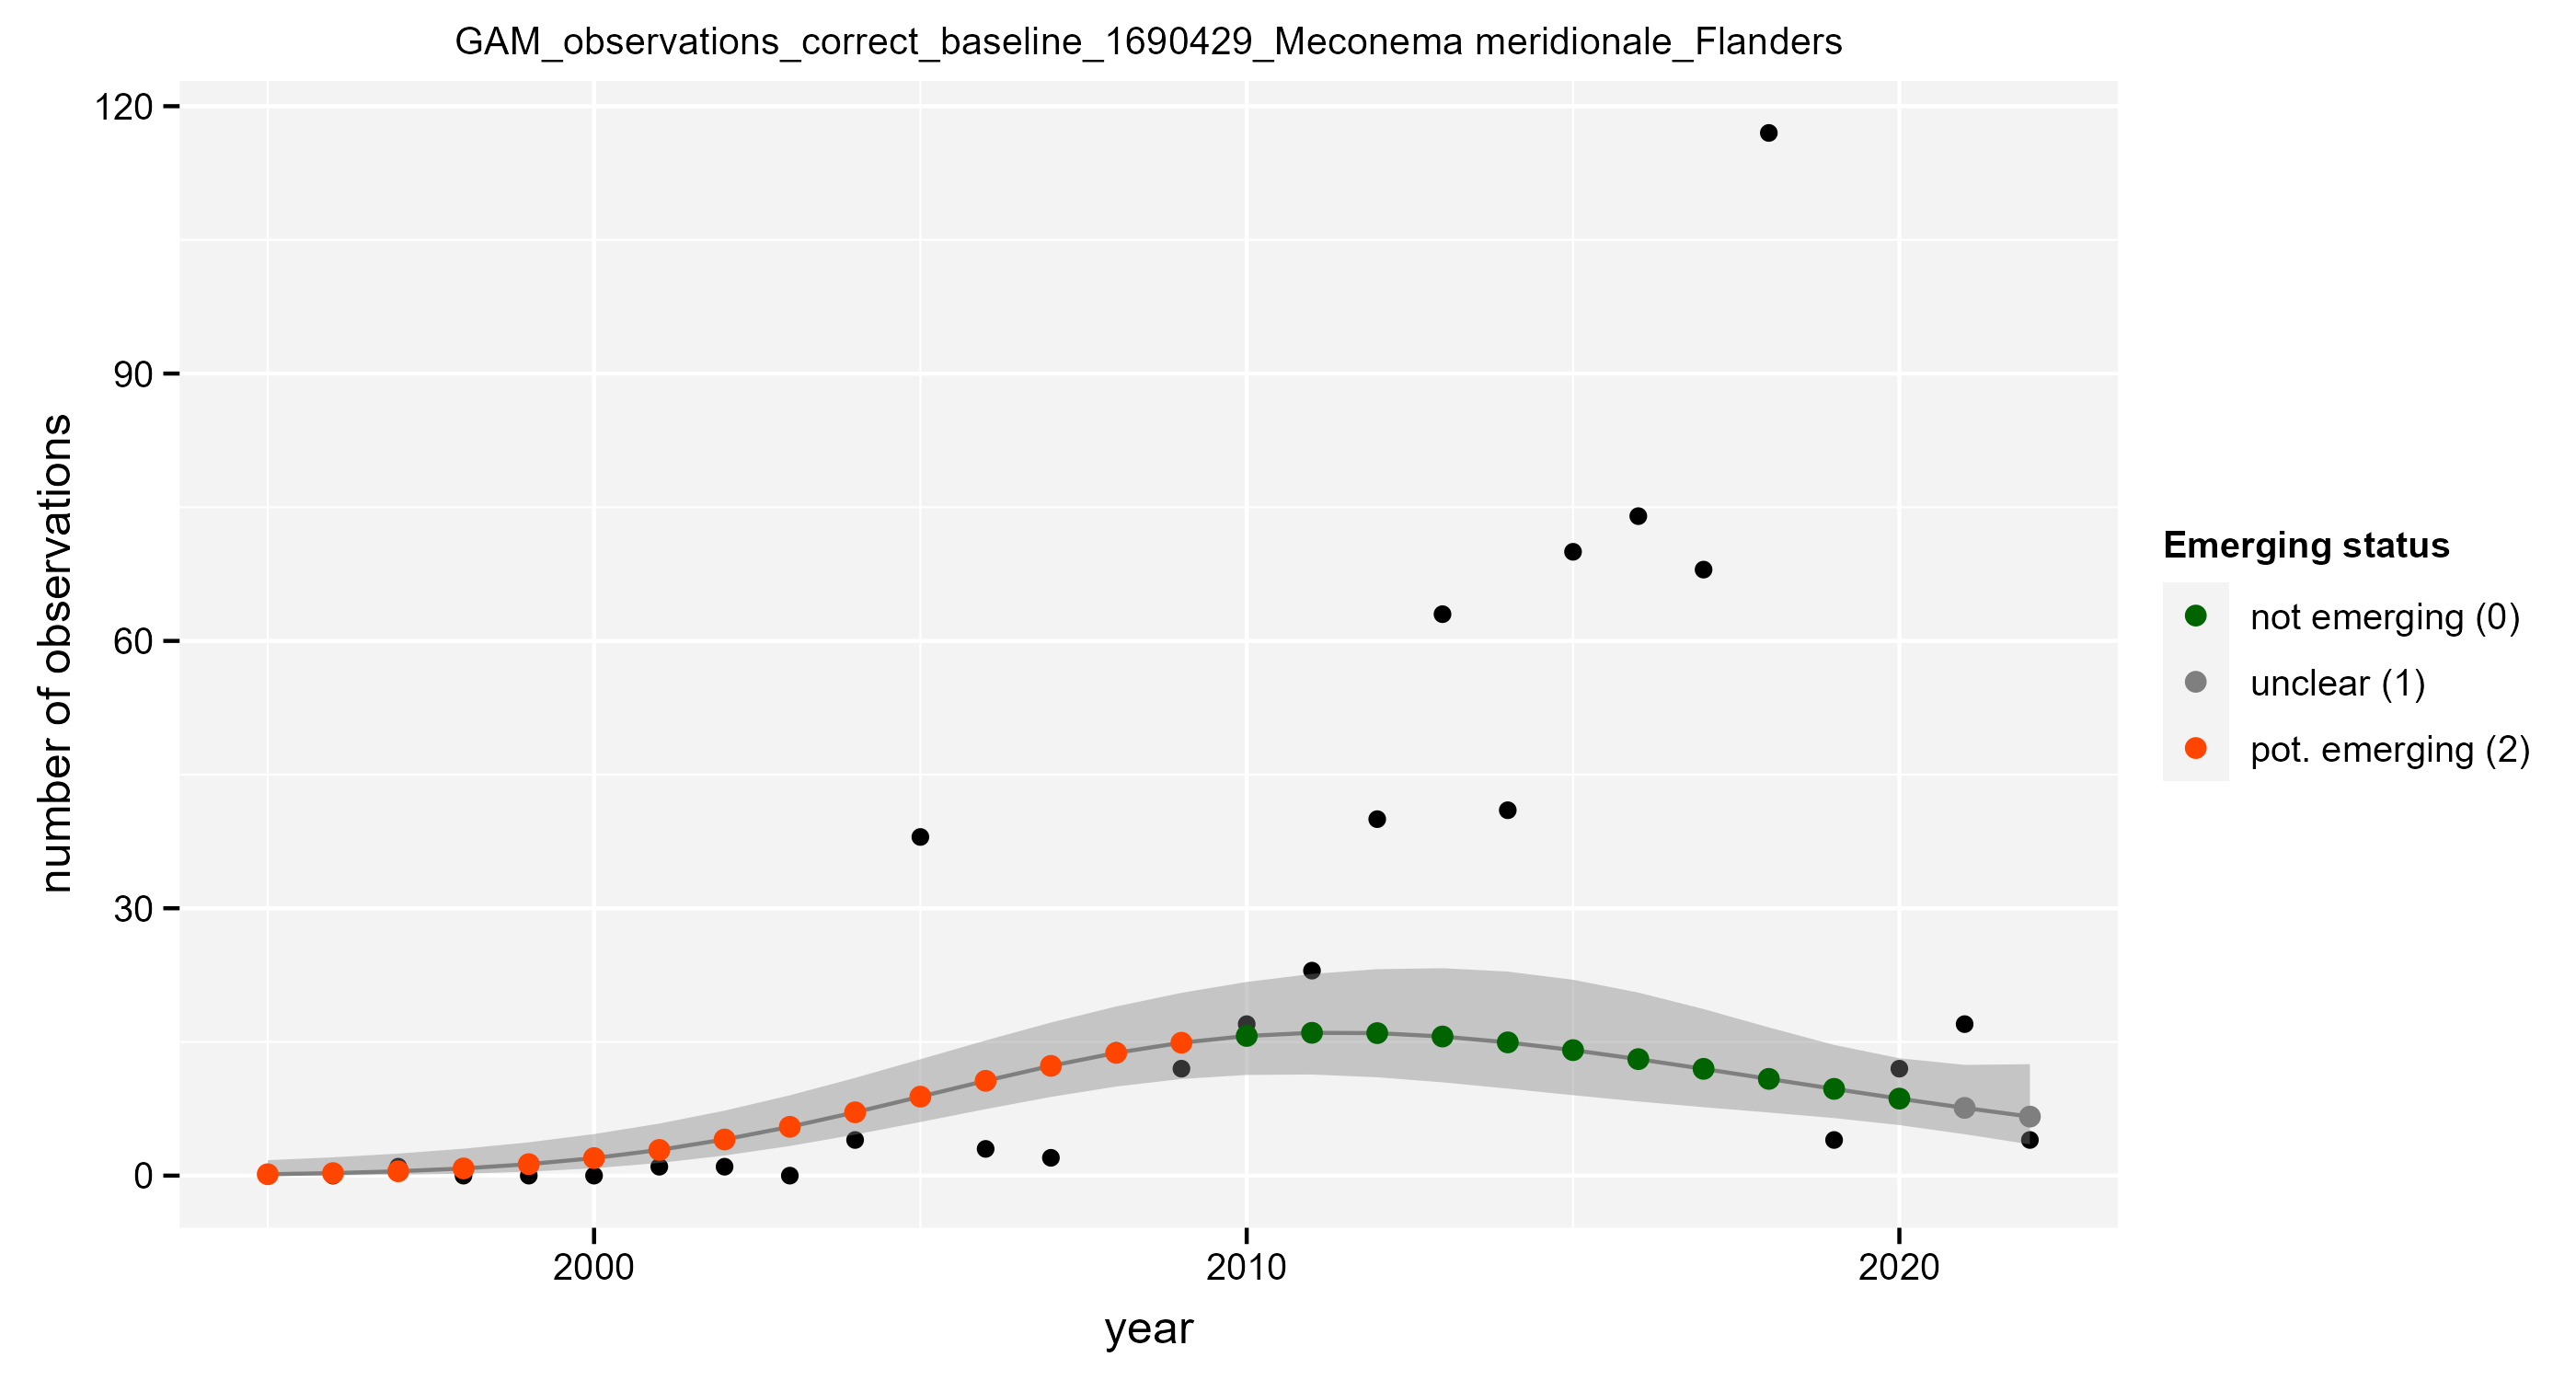 GAM_observations_correct_baseline_1690429_Meconema meridionale_Flanders
120
90
60
30
0
number of observations
2000
2010
2020
year
Emerging status
not emerging (0)
unclear (1)
pot. emerging (2)